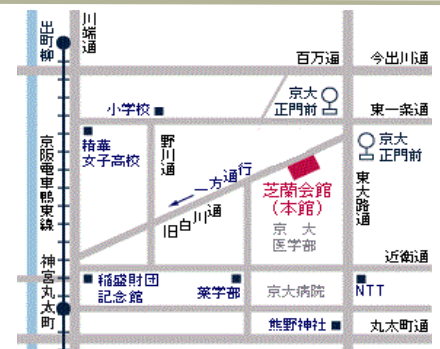 出町柳
川端通
百万遍
今出川通
小学校
京大
正門前
東一条通
精華
女子高校
野川通
一方通行
京大
正門前
京阪電車鴨東線
芝蘭会館
(本館)
東大路通
旧白川通
京大
医学部
近衛通
神宮丸太町
稲盛財団
記念館
薬学部
京大病院
NTT
熊野神社
丸太町通